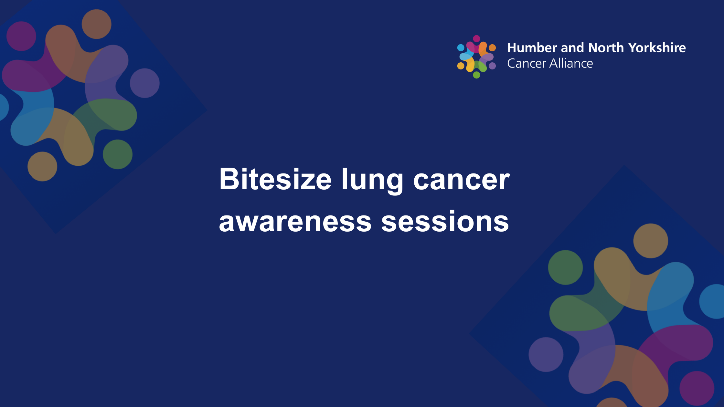 Humber and North Yorkshire
Cancer Alliance
Bitesize lung cancer
awareness sessions